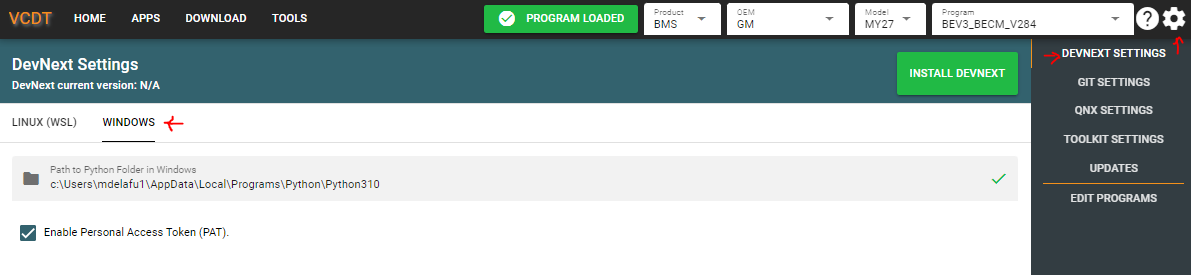 VCDT HOME APPS DOWNLOAD TOOLS PROGRAM LOADED
Product
BMS
OEM
GM
Model
MY27
Program
BEV3_BECM_V284
?
DevNext Settings
DevNext current version: N/A
INSTALL DEVNEXT
LINUX (WSL) WINDOWS
Path to Python Folder in Windows
c:\Users\mdelafu1\AppData\Local\Programs\Python\Python310
Enable Personal Access Token (PAT).
DEVNEXT SETTINGS
GIT SETTINGS
QNX SETTINGS
TOOLKIT SETTINGS
UPDATES
EDIT PROGRAMS